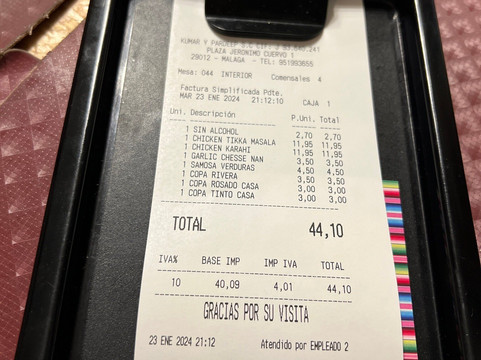 KUMAR Y PARDEEP S.C CIF: J 93.640.241
PLAZA JERONIMO CUERVO 1
29012 - MALAGA - TEL: 951993655
Mesa: 044 INTERIOR Comensales 4
Factura Simplificada Pdte.
MAR 23 ENE 2024 21:12:10 CAJA 1
Uni. Descripción P.Uni. Total
1 SIN ALCOHOL 2,70 2,70
1 CHICKEN TIKKA MASALA 11,95 11,95
1 CHICKEN KARAHI 11,95 11,95
1 GARLIC CHESSE NAN 3,50 3,50
1 SAMOSA VERDURAS 4,50 4,50
1 COPA RIVERA 3,50 3,50
1 COPA ROSADO CASA 3,00 3,00
1 COPA TINTO CASA 3,00 3,00
TOTAL 44,10
IVA% BASE IMP IMP IVA TOTAL
10 40,09 4,01 44,10
GRACIAS POR SU VISITA
23 ENE 2024 21:12 Atendido por EMPLEADO 2